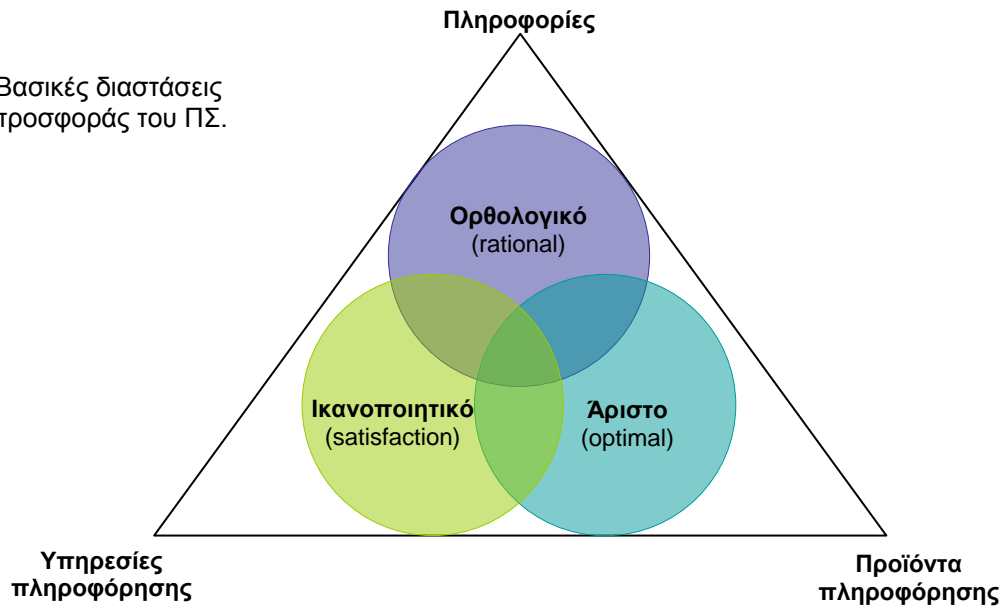 Πληροφορίες
Βασικές διαστάσεις
προσφοράς του ΠΣ.
Ορθολογικό
(rational)
Ικανοποιητικό
(satisfaction)
Άριστο
(optimal)
Υπηρεσίες
πληροφόρησης
Προϊόντα
πληροφόρησης